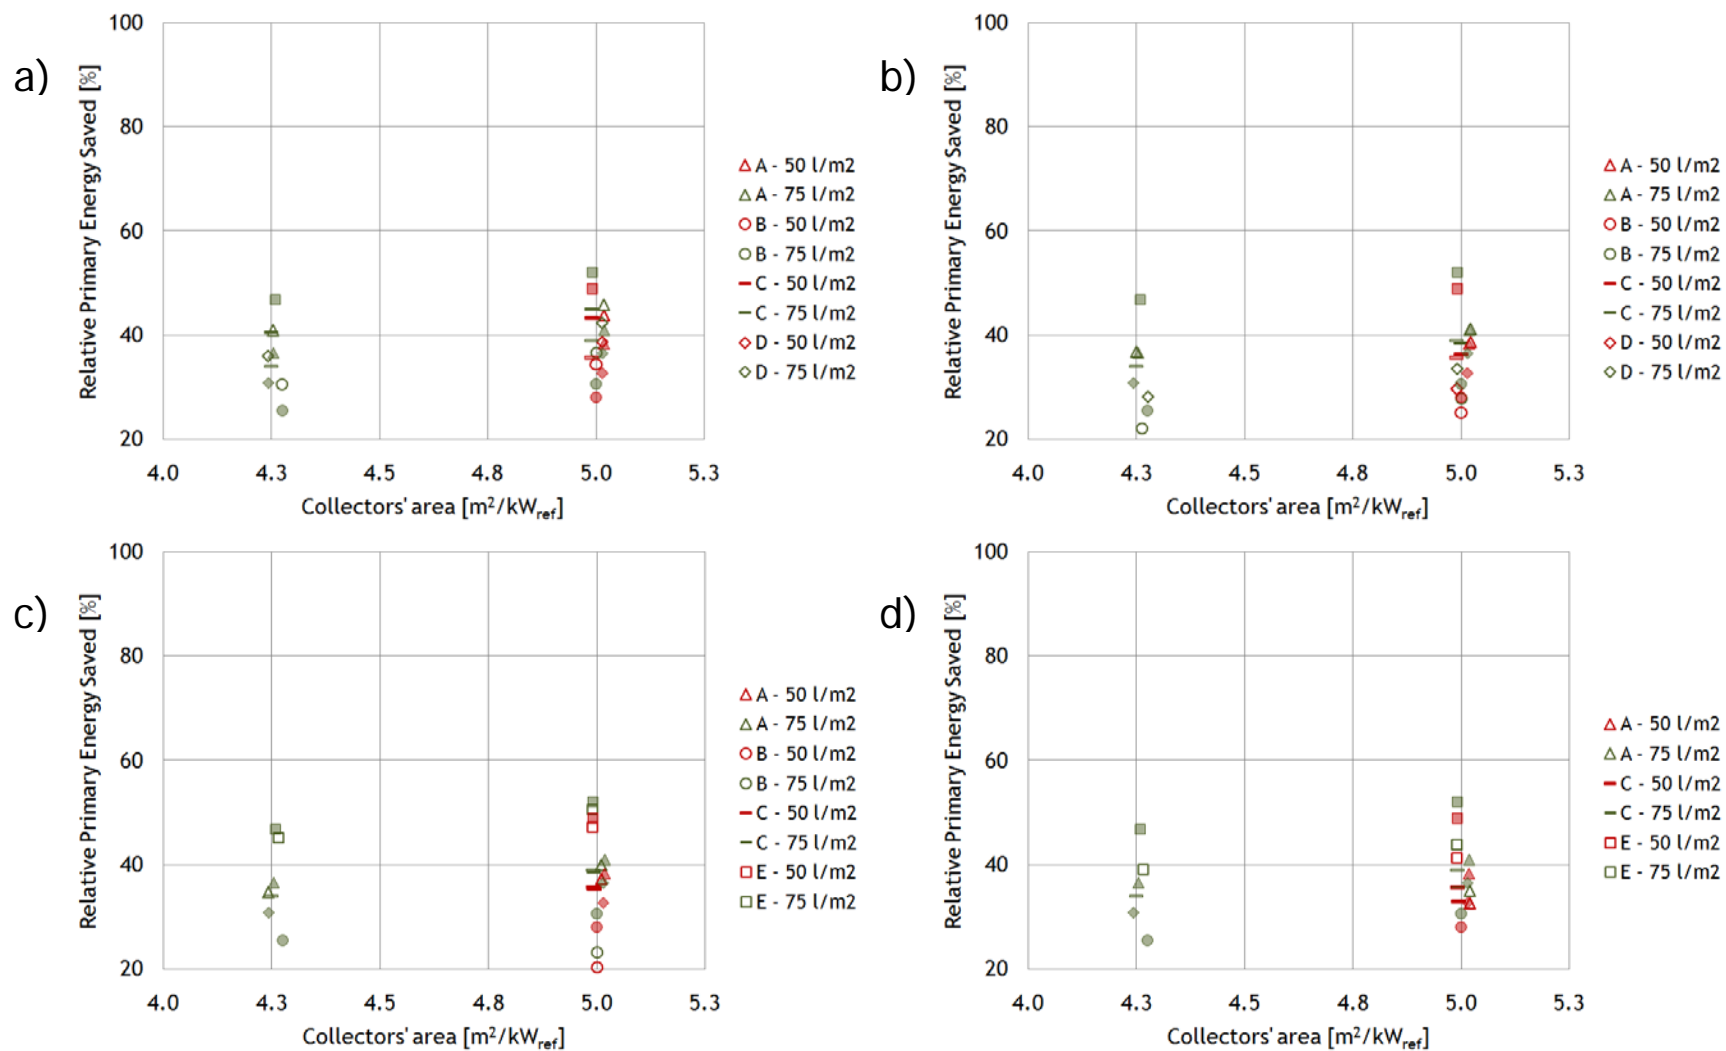 a)
Relative Primary Energy Saved [%]
100
80
60
40
20
4.0 4.3 4.5 4.8 5.0 5.3
Collectors' area [m²/kWref]
A - 50 l/m2
A - 75 l/m2
B - 50 l/m2
B - 75 l/m2
C - 50 l/m2
C - 75 l/m2
D - 50 l/m2
D - 75 l/m2
b)
Relative Primary Energy Saved [%]
100
80
60
40
20
4.0 4.3 4.5 4.8 5.0 5.3
Collectors' area [m²/kWref]
A - 50 l/m2
A - 75 l/m2
B - 50 l/m2
B - 75 l/m2
C - 50 l/m2
C - 75 l/m2
D - 50 l/m2
D - 75 l/m2
c)
Relative Primary Energy Saved [%]
100
80
60
40
20
4.0 4.3 4.5 4.8 5.0 5.3
Collectors' area [m²/kWref]
A - 50 l/m2
A - 75 l/m2
B - 50 l/m2
B - 75 l/m2
C - 50 l/m2
C - 75 l/m2
E - 50 l/m2
E - 75 l/m2
d)
Relative Primary Energy Saved [%]
100
80
60
40
20
4.0 4.3 4.5 4.8 5.0 5.3
Collectors' area [m²/kWref]
A - 50 l/m2
A - 75 l/m2
C - 50 l/m2
C - 75 l/m2
E - 50 l/m2
E - 75 l/m2